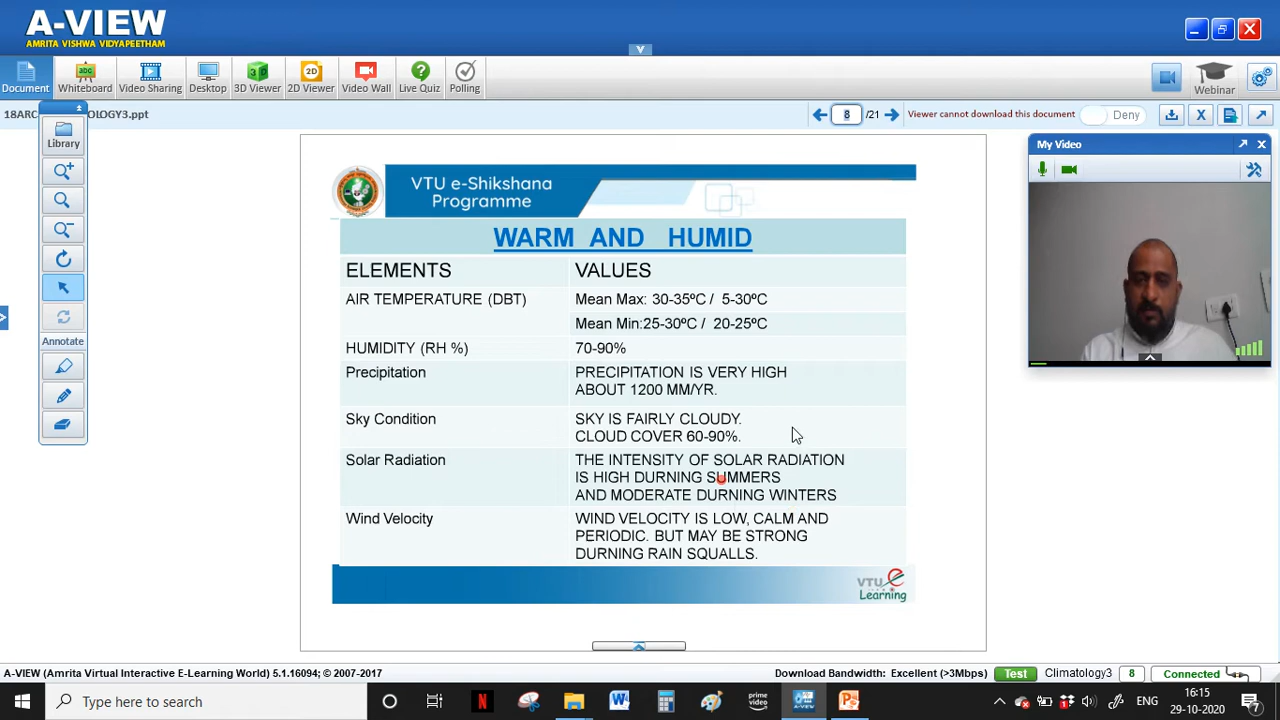 A-VIEW
AMRITA VISHWA VIDYAPEETHAM
Document
Whiteboard
Video Sharing
Desktop
3D Viewer
2D Viewer
Video Wall
Live Quiz
Polling
Webinar
18ARC
OLOGY3.ppt
8 /21
Viewer cannot download this document
Deny
Library
Annotate
My Video
VTU e-Shikshana
Programme
WARM AND HUMID
ELEMENTS VALUES
AIR TEMPERATURE (DBT) Mean Max: 30-35ºC / 5-30ºC
Mean Min:25-30ºC / 20-25ºC
HUMIDITY (RH %) 70-90%
Precipitation PRECIPITATION IS VERY HIGH
ABOUT 1200 MM/YR.
Sky Condition SKY IS FAIRLY CLOUDY.
CLOUD COVER 60-90%.
Solar Radiation THE INTENSITY OF SOLAR RADIATION
IS HIGH DURNING SUMMERS
AND MODERATE DURNING WINTERS
Wind Velocity WIND VELOCITY IS LOW, CALM AND
PERIODIC. BUT MAY BE STRONG
DURNING RAIN SQUALLS.
VTU e
Learning
A-VIEW (Amrita Virtual Interactive E-Learning World) 5.1.16094; © 2007-2017
Download Bandwidth: Excellent (>3Mbps) Test Climatology3 8 Connected
Type here to search
prime
video
ENG
16:15
29-10-2020
7